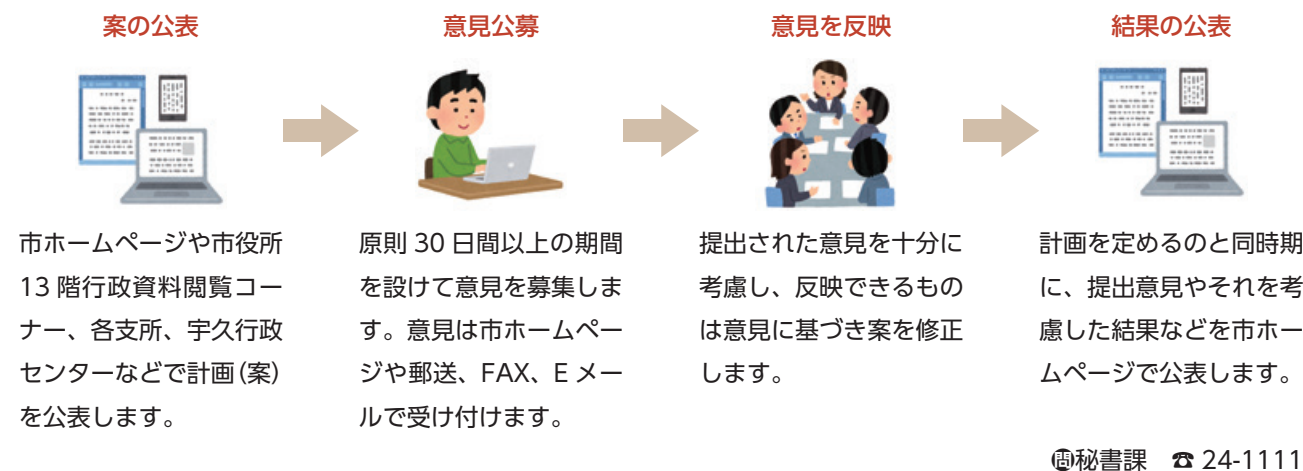 案の公表
市ホームページや市役所
13 階行政資料閲覧コー
ナー、各支所、宇久行政
センターなどで計画(案)
を公表します。
意見公募
原則 30 日間以上の期間
を設けて意見を募集しま
す。意見は市ホームペー
ジや郵送、FAX、E メー
ルで受け付けます。
意見を反映
提出された意見を十分に
考慮し、反映できるもの
は意見に基づき案を修正
します。
結果の公表
計画を定めるのと同時期
に、提出意見やそれを考
慮した結果などを市ホー
ムページで公表します。
問秘書課 ☎ 24-1111